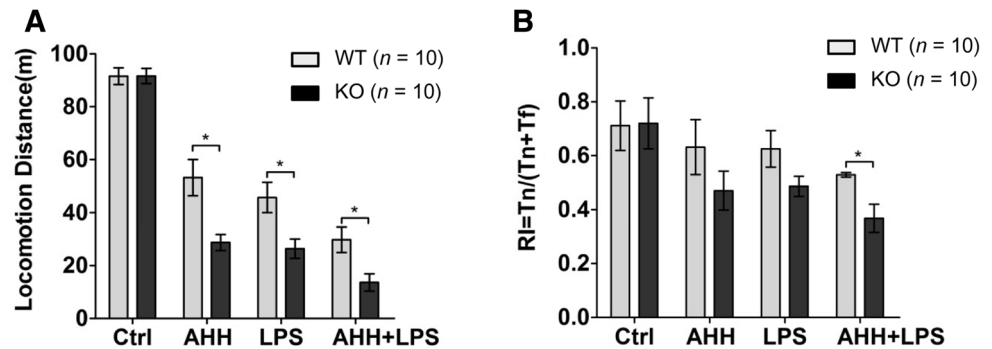 A
Locomotion Distance(m)
100
80
60
40
20
0
WT (n = 10)
KO (n = 10)
*
*
*
Ctrl AHH LPS AHH+LPS
B
RI=Tn/(Tn+Tf)
1.0
0.8
0.6
0.4
0.2
0.0
WT (n = 10)
KO (n = 10)
*
Ctrl AHH LPS AHH+LPS